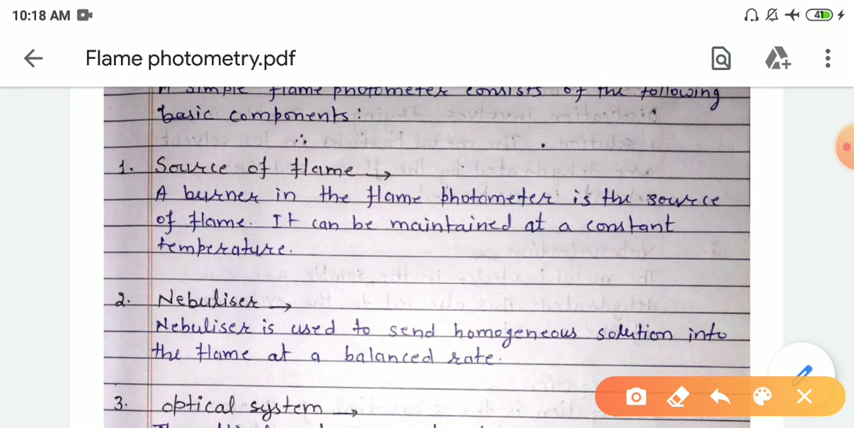 10:18 AM
41
Flame photometry.pdf
A simple flame photometer consists of the following
basic components:
1. Source of flame →
A burner in the flame photometer is the source
of flame. It can be maintained at a constant
temperature.
2. Nebuliser →
Nebuliser is used to send homogeneous solution into
the flame at a balanced rate.
3. optical system →